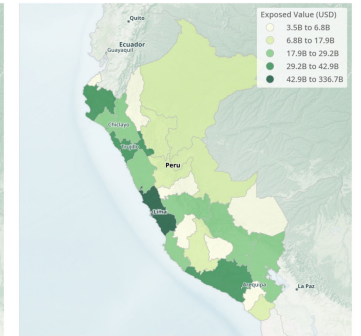 Exposed Value (USD)
3.5B to 6.8B
6.8B to 17.9B
17.9B to 29.2B
29.2B to 42.9B
42.9B to 336.7B
Quito
Ecuador
Guayaquil
Chiclayo
Trujillo
Peru
Lima
Arequipa
La Paz